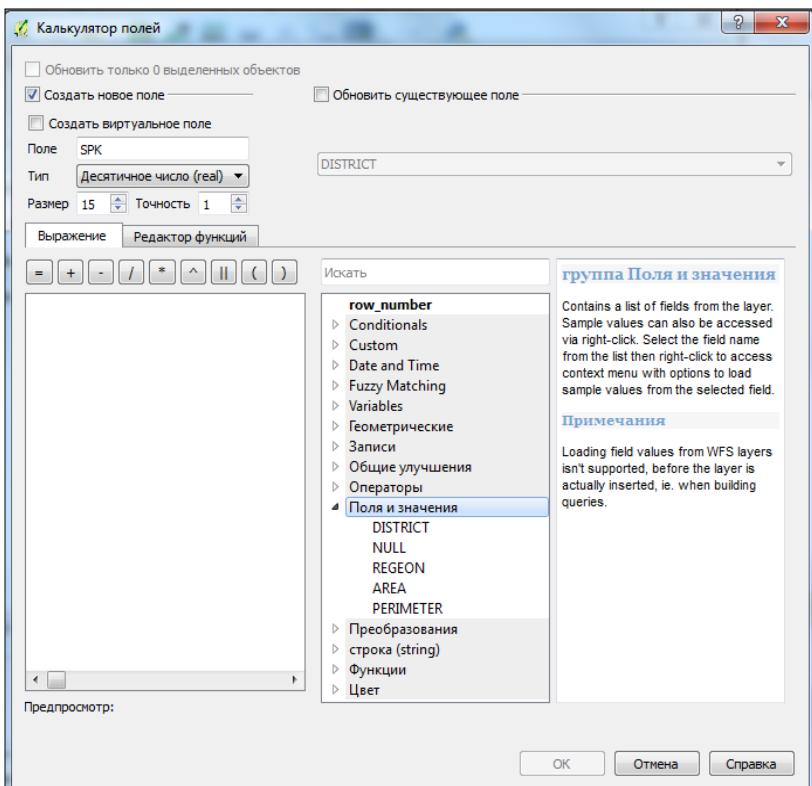 Калькулятор полей
Обновить только 0 выделенных объектов
Создать новое поле
Обновить существующее поле
Создать виртуальное поле
Поле SPK
DISTRICT
Тип Десятичное число (real)
Размер 15 Точность 1
Выражение Редактор функций
= + - / * ^ || ( )
Искать
row_number
Conditionals
Custom
Date and Time
Fuzzy Matching
Variables
Геометрические
Записи
Общие улучшения
Операторы
Поля и значения
DISTRICT
NULL
REGEON
AREA
PERIMETER
Преобразования
строка (string)
Функции
Цвет
группа Поля и значения
Contains a list of fields from the layer.
Sample values can also be accessed
via right-click. Select the field name
from the list then right-click to access
context menu with options to load
sample values from the selected field.
Примечания
Loading field values from WFS layers
isn't supported, before the layer is
actually inserted, ie. when building
queries.
Предпросмотр:
OK Отмена Справка